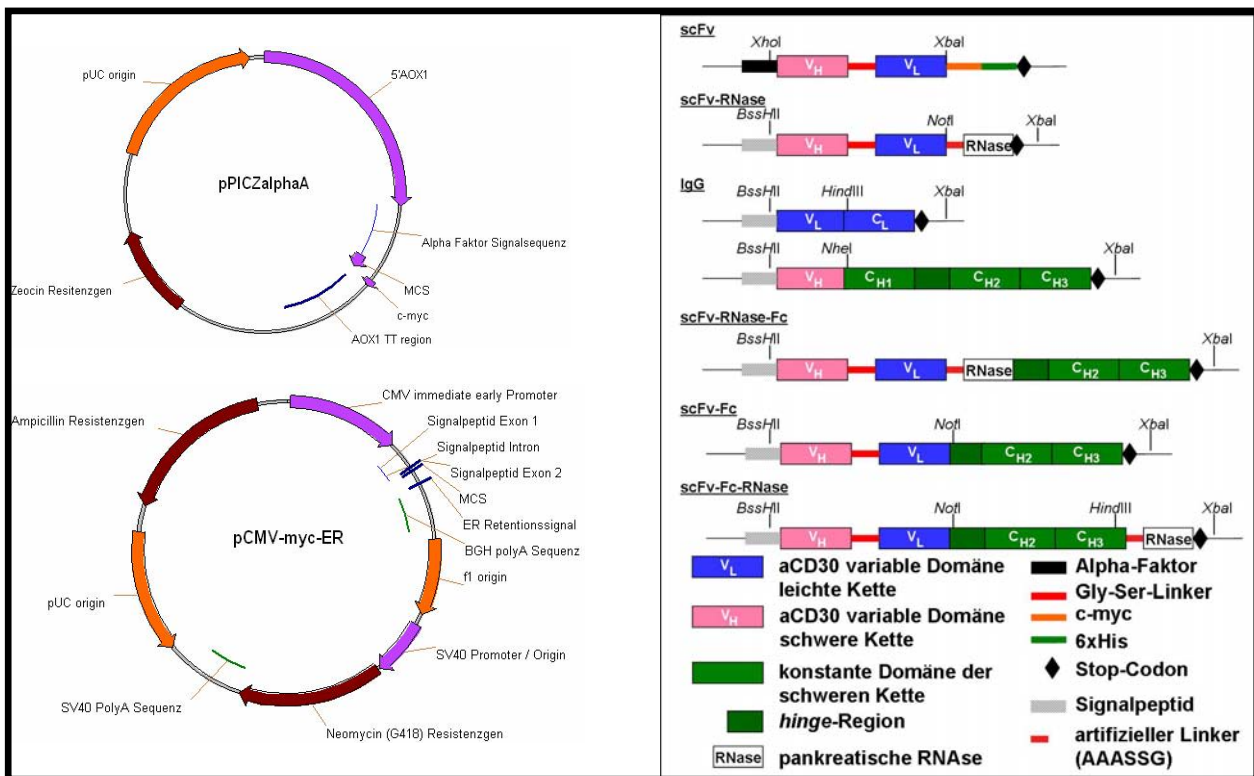 pUC origin
5'AOX1
pPICZalphaA
Alpha Faktor Signalsequenz
Zeocin Resitenzgen
MCS
c-myc
AOX1 TT region
CMV immediate early Promoter
Ampicillin Resistenzgen
Signalpeptid Exon 1
Signalpeptid Intron
Signalpeptid Exon 2
MCS
pCMV-myc-ER
ER Retentionssignal
BGH polyA Sequenz
f1 origin
pUC origin
SV40 Promoter / Origin
SV40 PolyA Sequenz
Neomycin (G418) Resistenzgen
scFv
XhoI XbaI
VH VL
scFv-RNase
BssHII NotI XbaI
VH VL RNase
IgG
BssHII HindIII XbaI
VL CL
BssHII NheI XbaI
VH CH1 CH2 CH3
scFv-RNase-Fc
BssHII XbaI
VH VL RNase CH2 CH3
scFv-Fc
BssHII NotI XbaI
VH VL CH2 CH3
scFv-Fc-RNase
BssHII NotI HindIII XbaI
VH VL CH2 CH3 RNase
VL aCD30 variable Domäne
leichte Kette
VH aCD30 variable Domäne
schwere Kette
konstante Domäne der
schweren Kette
hinge-Region
RNase pankreatische RNAse
Alpha-Faktor
Gly-Ser-Linker
c-myc
6xHis
Stop-Codon
Signalpeptid
artifizieller Linker
(AAASSG)